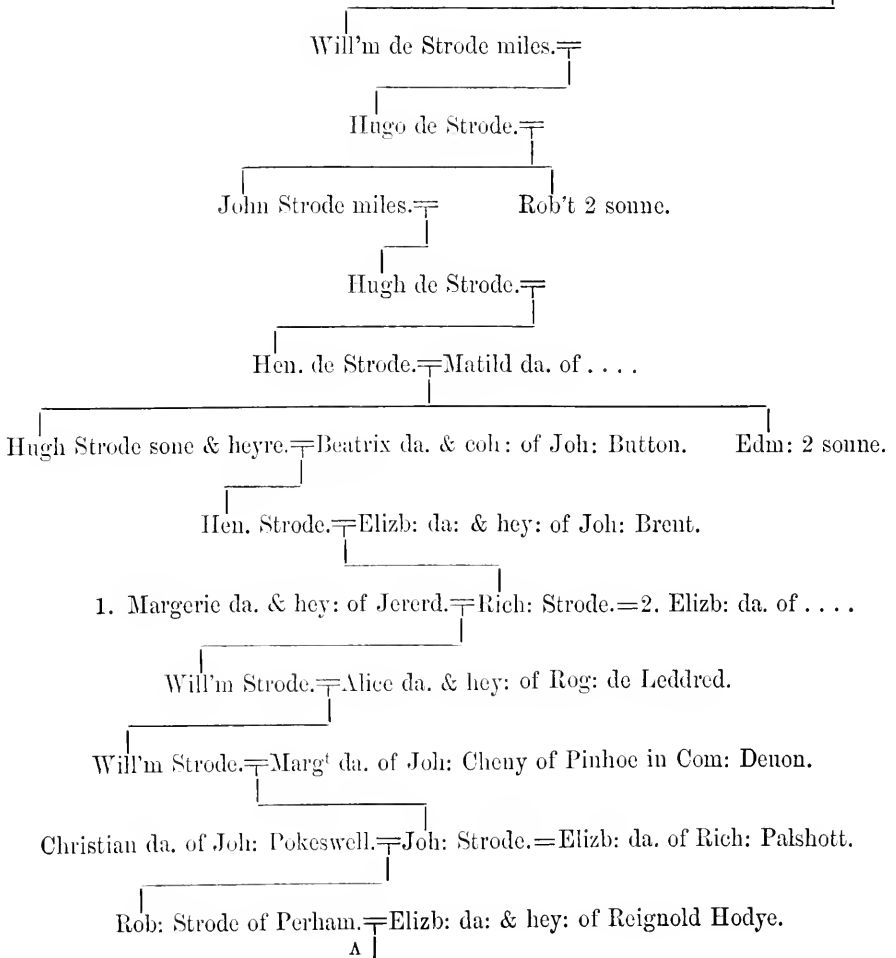 Will'm de Strode miles.
Hugo de Strode.
John Strode miles. Rob't 2 sonne.
Hugh de Strode.
Hen. de Strode.=Matild da. of . . . .
Hugh Strode sone & heyre.=Beatrix da. & coh: of Joh: Button. Edm: 2 sonne.
Hen. Strode.=Elizb: da: & hey: of Joh: Brent.
1. Margerie da. & hey: of Jererd.=Rich: Strode.=2. Elizb: da. of . . . .
Will'm Strode.=Alice da. & hey: of Rog: de Leddred.
Will'm Strode.=Margᵗ da. of Joh: Cheny of Pinhoe in Com: Deuon.
Christian da. of Joh: Pokeswell.=Joh: Strode.=Elizb: da. of Rich: Palshott.
Rob: Strode of Perham.=Elizb: da: & hey: of Reignold Hodye.
A